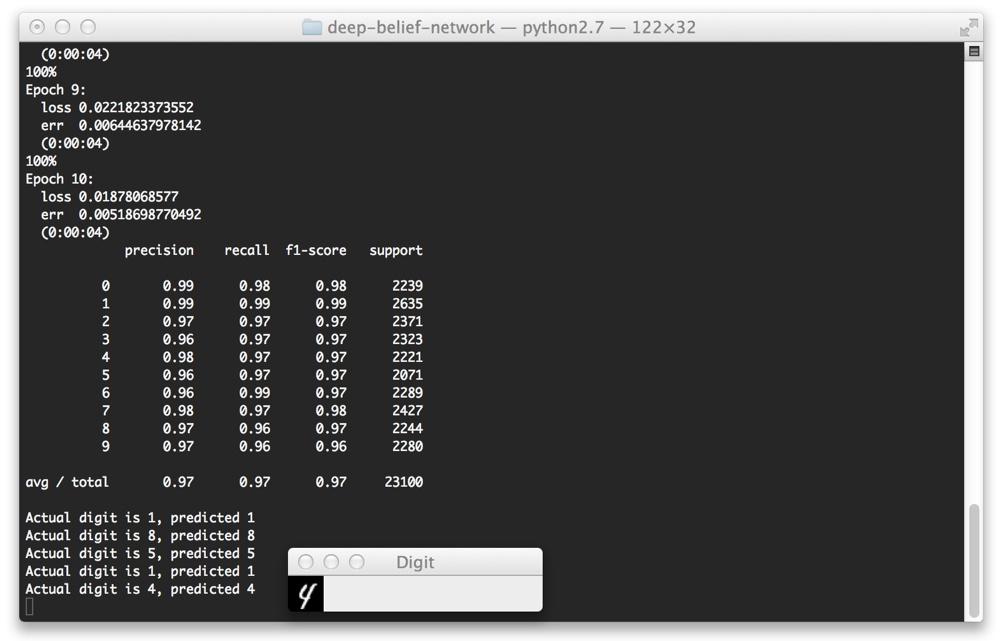 deep-belief-network — python2.7 — 122×32
(0:00:04)
100%
Epoch 9:
loss 0.0221823373552
err 0.00644637978142
(0:00:04)
100%
Epoch 10:
loss 0.01878068577
err 0.00518698770492
(0:00:04)
precision recall f1-score support
0 0.99 0.98 0.98 2239
1 0.99 0.99 0.99 2635
2 0.97 0.97 0.97 2371
3 0.96 0.97 0.97 2323
4 0.98 0.97 0.97 2221
5 0.96 0.97 0.97 2071
6 0.96 0.99 0.97 2289
7 0.98 0.97 0.98 2427
8 0.97 0.96 0.97 2244
9 0.97 0.96 0.96 2280
avg / total 0.97 0.97 0.97 23100
Actual digit is 1, predicted 1
Actual digit is 8, predicted 8
Actual digit is 5, predicted 5
Actual digit is 1, predicted 1
Actual digit is 4, predicted 4
Digit
4